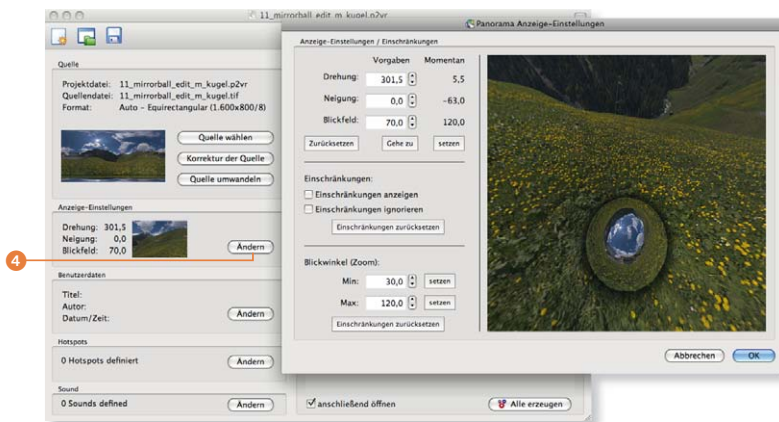 11_mirrorball_edit_m_kugel.p2vr
Quelle
Projektdatei: 11_mirrorball_edit_m_kugel.p2vr
Quellendatei: 11_mirrorball_edit_m_kugel.tif
Format: Auto – Equirectangular (1.600x800/8)
Quelle wählen
Korrektur der Quelle
Quelle umwandeln
Anzeige-Einstellungen
Drehung: 301,5
Neigung: 0,0
Blickfeld: 70,0
Ändern
4
Benutzerdaten
Titel:
Autor:
Datum/Zeit:
Ändern
Hotspots
0 Hotspots definiert
Ändern
Sound
0 Sounds defined
Ändern
anschließend öffnen
Alle erzeugen
Panorama Anzeige-Einstellungen
Anzeige-Einstellungen / Einschränkungen
Vorgaben Momentan
Drehung: 301,5 5,5
Neigung: 0,0 -63,0
Blickfeld: 70,0 120,0
Zurücksetzen Gehe zu setzen
Einschränkungen:
Einschränkungen anzeigen
Einschränkungen ignorieren
Einschränkungen zurücksetzen
Blickwinkel (Zoom):
Min: 30,0 setzen
Max: 120,0 setzen
Einschränkungen zurücksetzen
Abbrechen OK